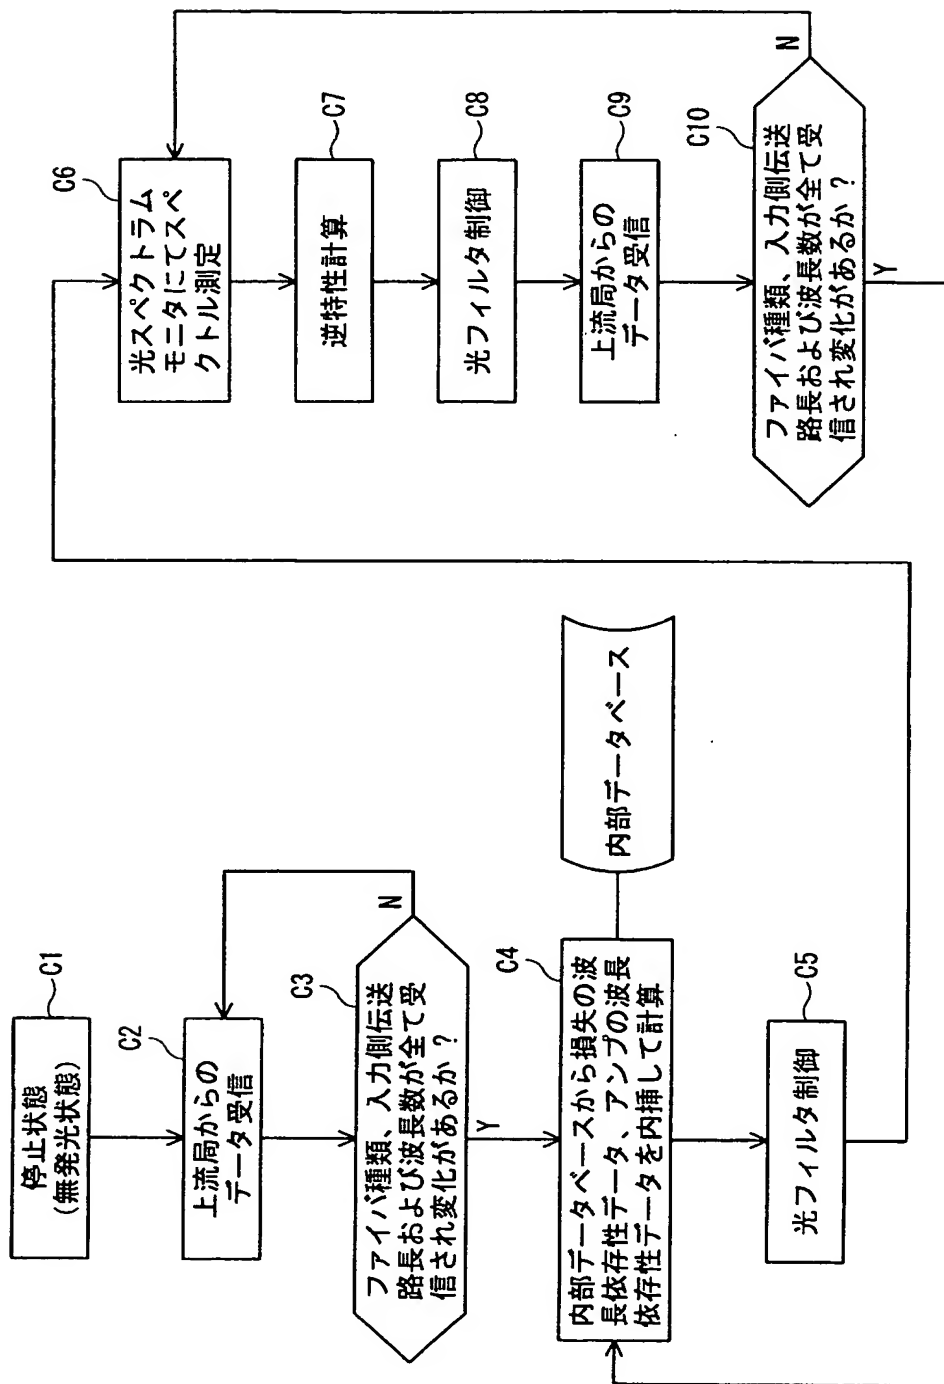 C1
停止状態
(無発光状態)
C2
上流局からの
データ受信
C3
ファイバ種類、入力側伝送
路長および波長数が全て受
信され変化があるか？
N
Y
C4
内部データベースから損失の波
長依存性データ、アンプの波長
依存性データを内挿して計算
内部データベース
C5
光フィルタ制御
C6
光スペクトラム
モニタにてスペ
クトル測定
C7
逆特性計算
C8
光フィルタ制御
C9
上流局からの
データ受信
C10
ファイバ種類、入力側伝送
路長および波長数が全て受
信され変化があるか？
N
Y